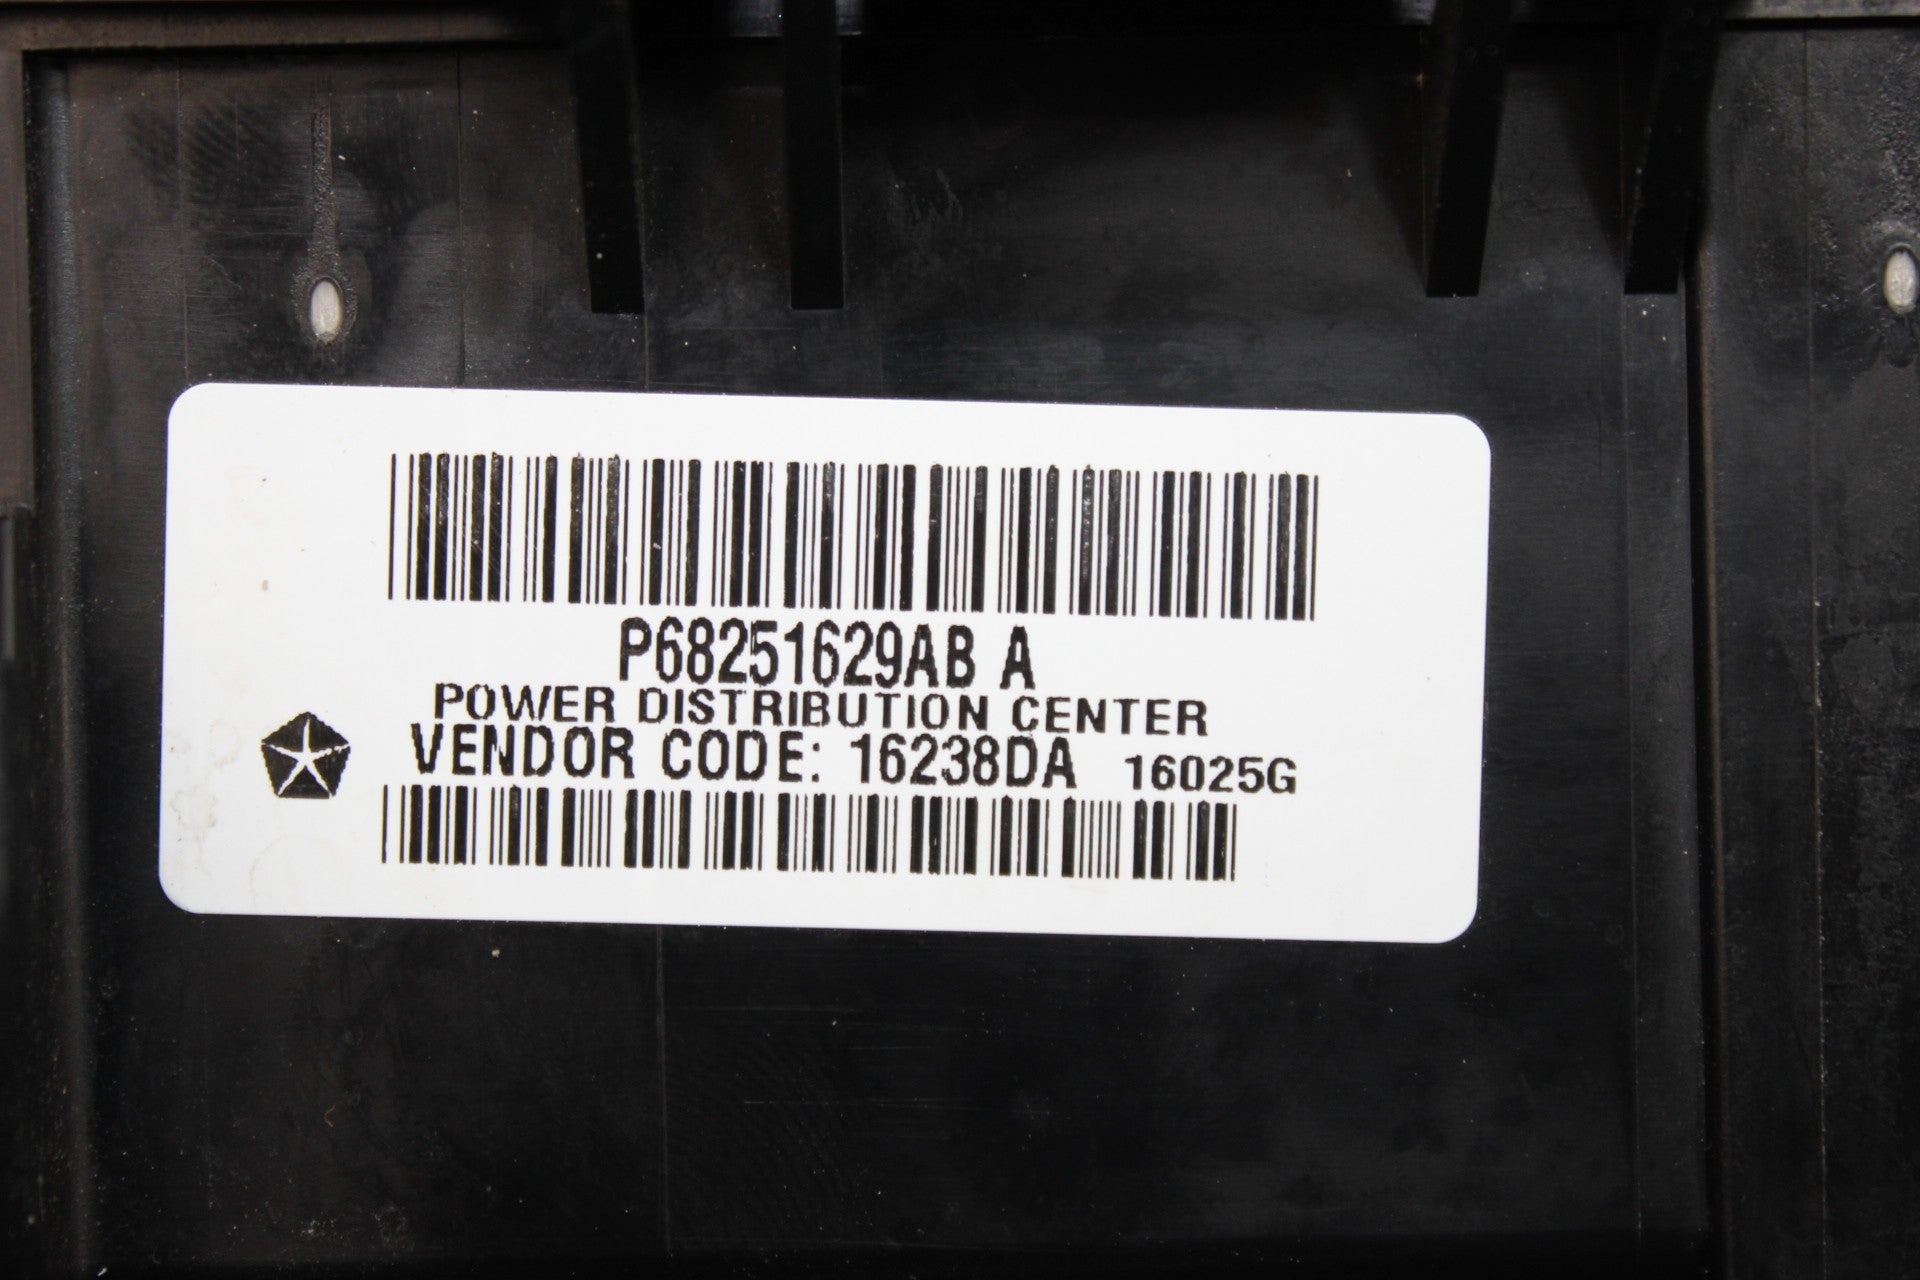 P68251629AB A
POWER DISTRIBUTION CENTER
VENDOR CODE: 16238DA 16025G